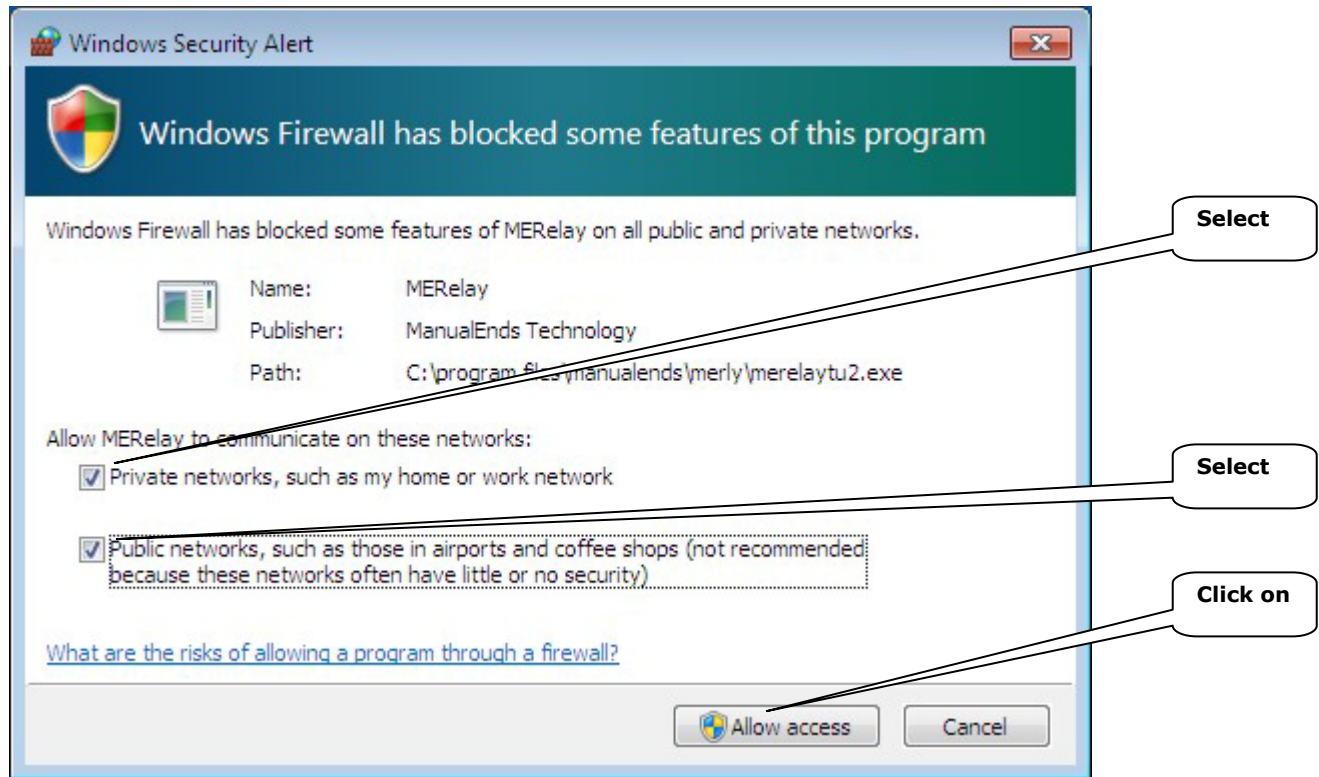 Windows Security Alert
Windows Firewall has blocked some features of this program
Windows Firewall has blocked some features of MERelay on all public and private networks.
Select
Name: MERelay
Publisher: ManualEnds Technology
Path: C:\program files\manualends\merly\merelaytu2.exe
Allow MERelay to communicate on these networks:
Private networks, such as my home or work network
Select
Public networks, such as those in airports and coffee shops (not recommended
because these networks often have little or no security)
Click on
What are the risks of allowing a program through a firewall?
Allow access Cancel